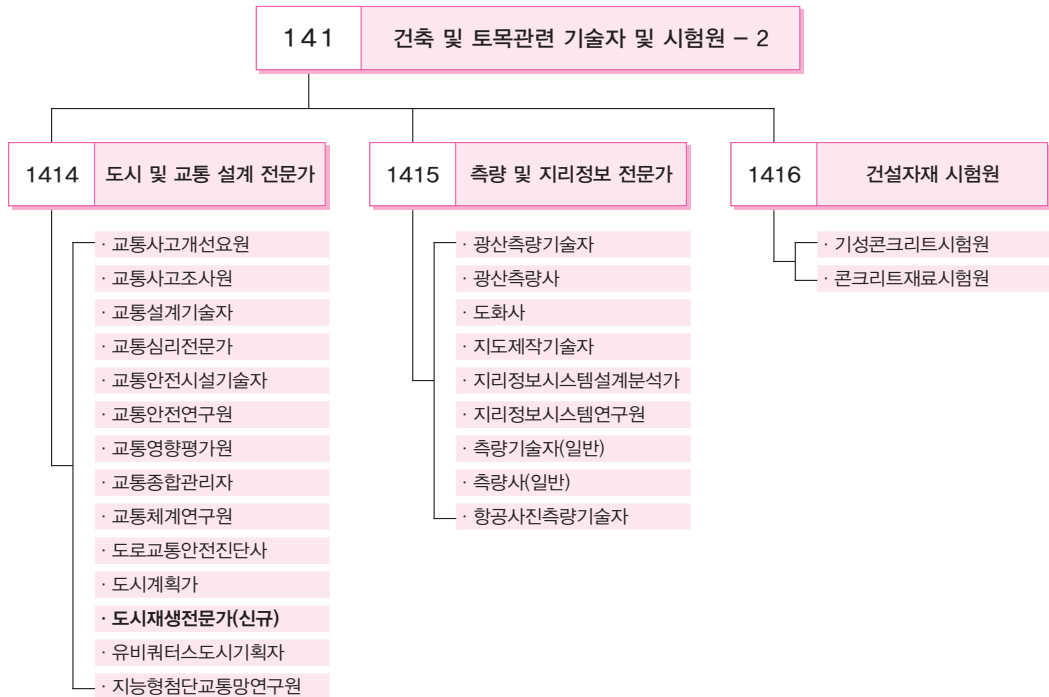 141 건축 및 토목관련 기술자 및 시험원 – 2
1414 도시 및 교통 설계 전문가
· 교통사고개선요원
· 교통사고조사원
· 교통설계기술자
· 교통심리전문가
· 교통안전시설기술자
· 교통안전연구원
· 교통영향평가원
· 교통종합관리자
· 교통체계연구원
· 도로교통안전진단사
· 도시계획가
· 도시재생전문가(신규)
· 유비쿼터스도시기획자
· 지능형첨단교통망연구원
1415 측량 및 지리정보 전문가
· 광산측량기술자
· 광산측량사
· 도화사
· 지도제작기술자
· 지리정보시스템설계분석가
· 지리정보시스템연구원
· 측량기술자(일반)
· 측량사(일반)
· 항공사진측량기술자
1416 건설자재 시험원
· 기성콘크리트시험원
· 콘크리트재료시험원